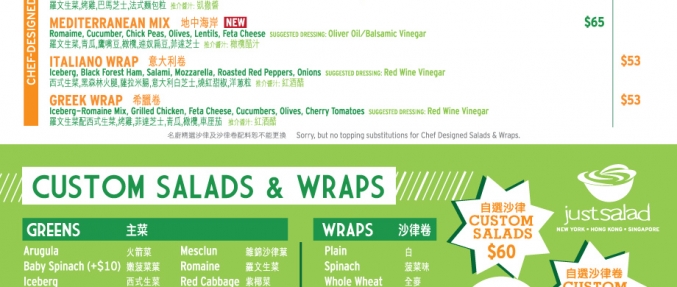 羅文生菜,烤雞,巴馬芝士,法式麵包粒 推介醬汁 凱撒醬
CHEF-DESIGNED
MEDITERRANEAN MIX 地中海岸 NEW $65
Romaime, Cucumber, Chick Peas, Olives, Lentils, Feta Cheese SUGGESTED DRESSING: Oliver Oil/Balsamic Vinegar
羅文生菜,青瓜,鷹嘴豆,橄欖,迷奴扁豆,菲達芝士 推介醬汁 橄欖醋汁
ITALIANO WRAP 意大利卷 $53
Iceberg, Black Forest Ham, Salami, Mozzarella, Roasted Red Peppers, Onions SUGGESTED DRESSING: Red Wine Vinegar
西式生菜,黑森林火腿,薩拉米腸,意大利白芝士,燒紅甜椒,洋蔥粒 推介醬汁 紅酒醋
GREEK WRAP 希臘卷 $53
Iceberg-Romaine Mix, Grilled Chicken, Feta Cheese, Cucumbers, Olives, Cherry Tomatoes SUGGESTED DRESSING: Red Wine Vinegar
羅文生菜配西式生菜,烤雞,菲達芝士,青瓜,橄欖,車厘茄 推介醬汁 紅酒醋
名廚精選沙律及沙律卷配料恕不能更換 Sorry, but no topping substitutions for Chef Designed Salads & Wraps.
CUSTOM SALADS & WRAPS
GREENS 主菜
Arugula 火箭菜 Mesclun 雜錦沙律菜
Baby Spinach (+$10) 嫩菠菜葉 Romaine 羅文生菜
Iceberg 西式生菜 Red Cabbage 紫椰菜
WRAPS 沙律卷
Plain 白
Spinach 菠菜味
Whole Wheat 全麥
自選沙律
CUSTOM
SALADS
$60
justsalad
NEW YORK • HONG KONG • SINGAPORE
自選沙律卷
CUSTOM